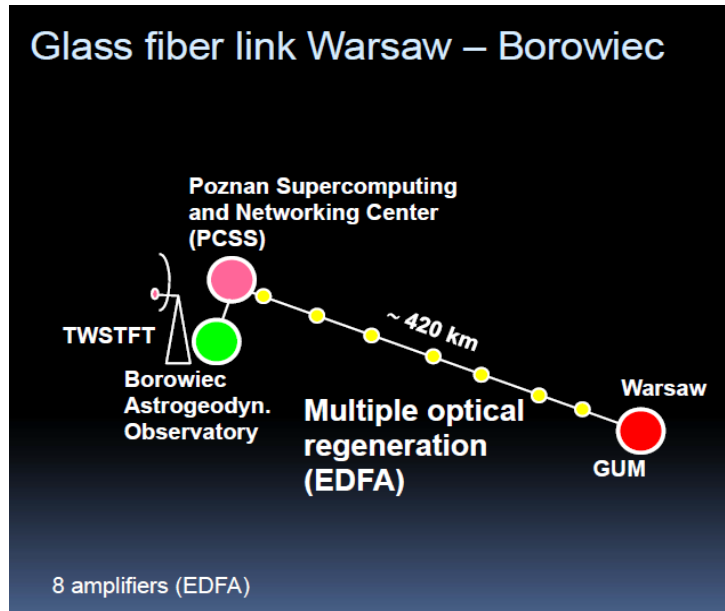 Glass fiber link Warsaw – Borowiec
Poznan Supercomputing
and Networking Center
(PCSS)
~ 420 km
TWSTFT
Borowiec
Astrogeodyn.
Observatory
Multiple optical
regeneration
(EDFA)
Warsaw
GUM
8 amplifiers (EDFA)